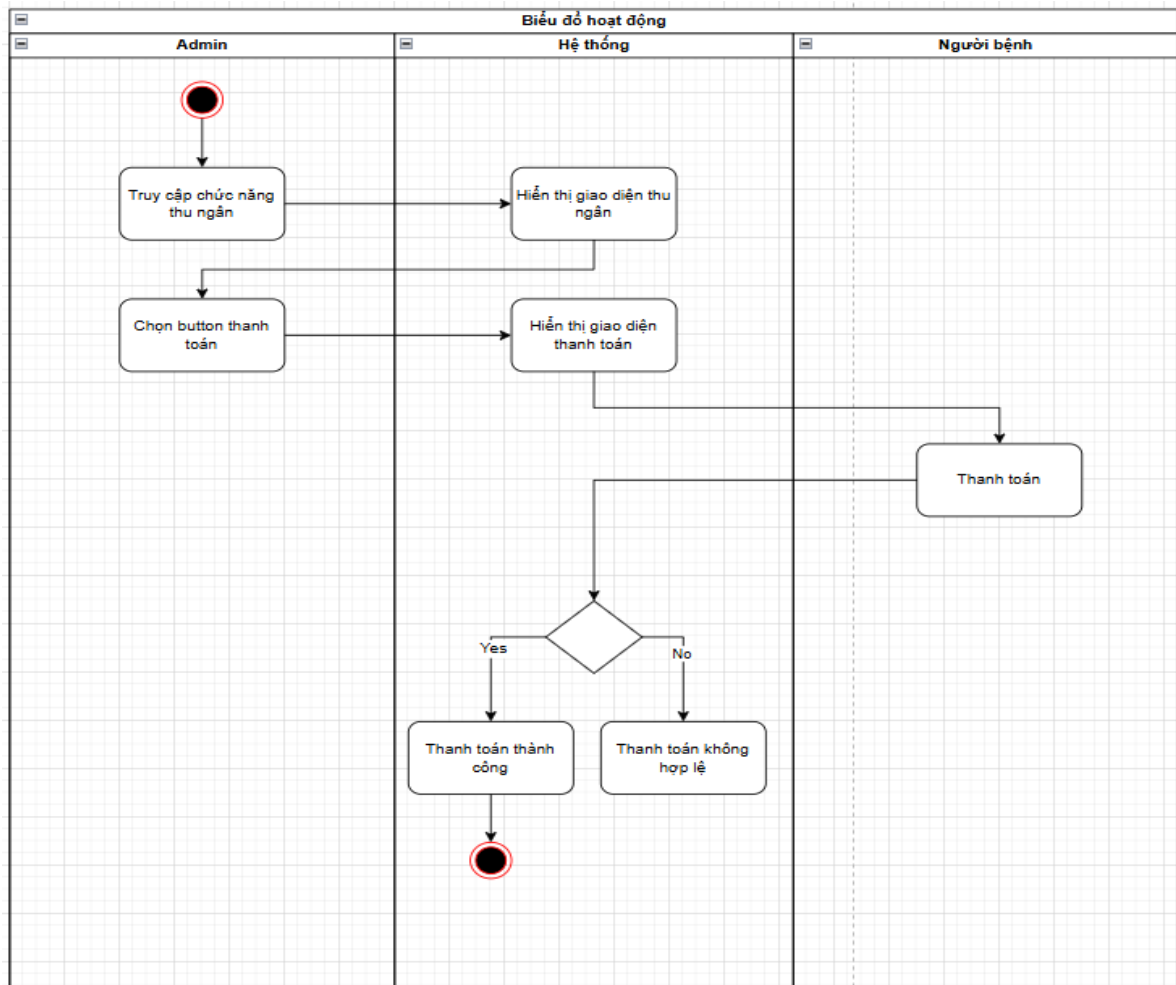 Biểu đồ hoạt động
Admin
Hệ thống
Người bệnh
Truy cập chức năng
thu ngân
Hiển thị giao diện thu
ngân
Chọn button thanh
toán
Hiển thị giao diện
thanh toán
Thanh toán
Yes
No
Thanh toán thành
công
Thanh toán không
hợp lệ